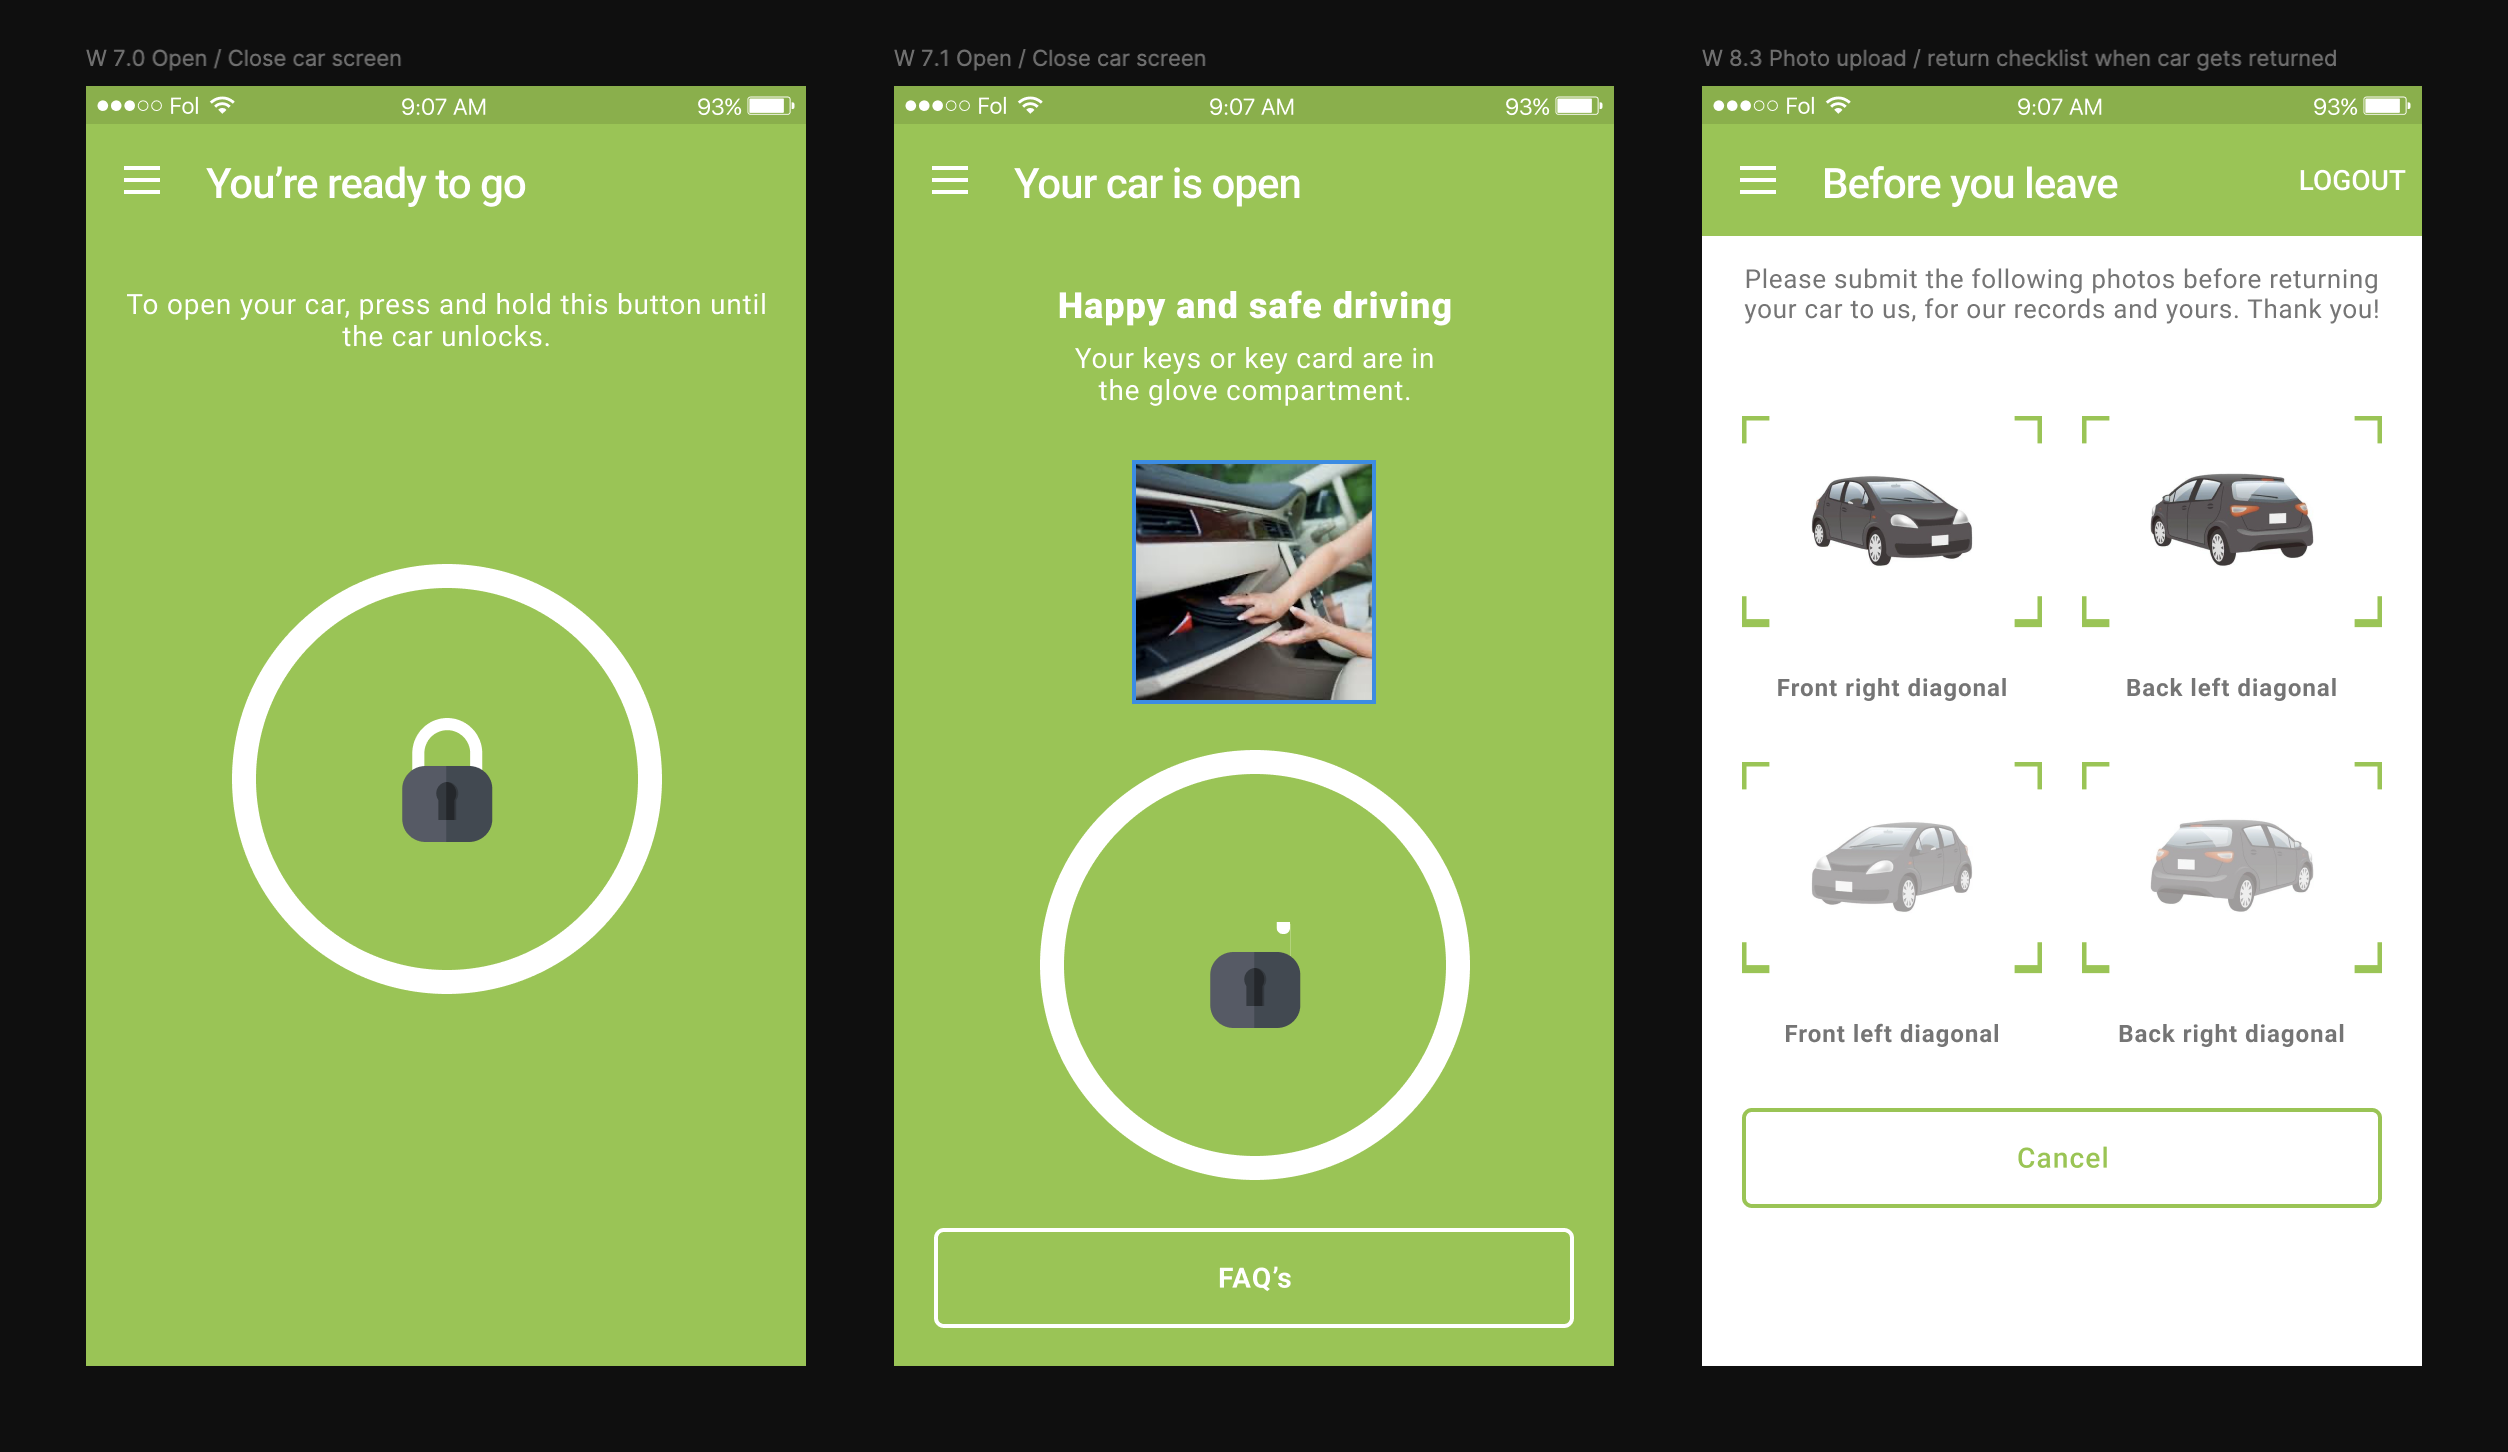 W 7.0 Open / Close car screen
Fol
9:07 AM
93%
You’re ready to go
To open your car, press and hold this button until
the car unlocks.
W 7.1 Open / Close car screen
Fol
9:07 AM
93%
Your car is open
Happy and safe driving
Your keys or key card are in
the glove compartment.
FAQ’s
W 8.3 Photo upload / return checklist when car gets returned
Fol
9:07 AM
93%
Before you leave
LOGOUT
Please submit the following photos before returning
your car to us, for our records and yours. Thank you!
Front right diagonal
Back left diagonal
Front left diagonal
Back right diagonal
Cancel